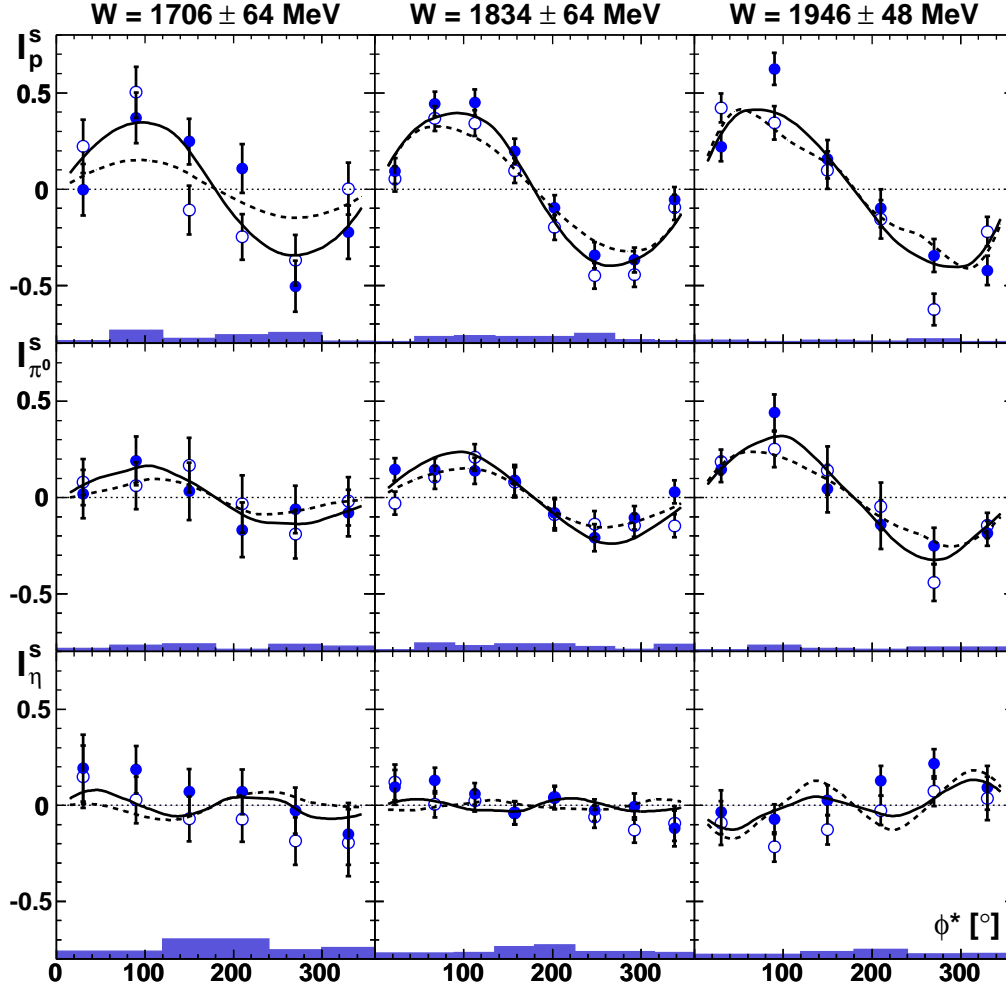 W = 1706 ± 64 MeV W = 1834 ± 64 MeV W = 1946 ± 48 MeV
I^s_p
0.5
0
-0.5
I^s_π⁰
0.5
0
-0.5
I^s_η
0.5
0
-0.5
ϕ* [°]
0 100 200 300 100 200 300 100 200 300